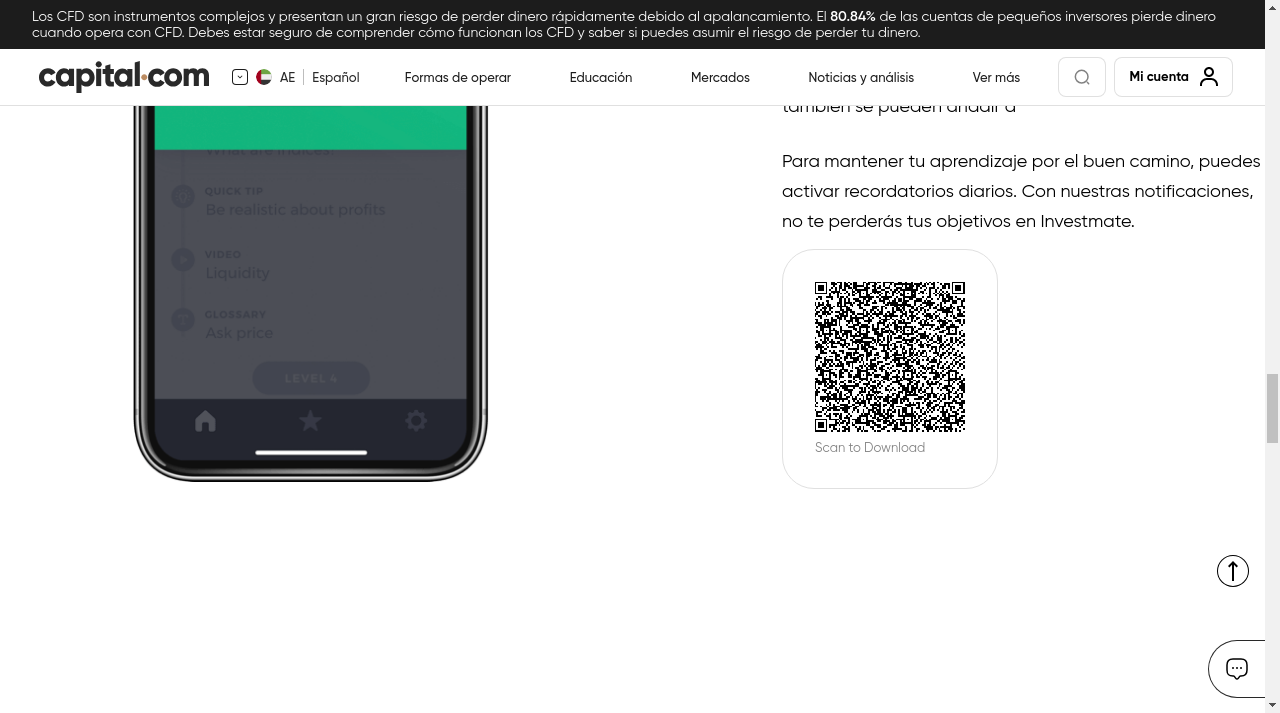 Los CFD son instrumentos complejos y presentan un gran riesgo de perder dinero rápidamente debido al apalancamiento. El 80.84% de las cuentas de pequeños inversores pierde dinero
cuando opera con CFD. Debes estar seguro de comprender cómo funcionan los CFD y saber si puedes asumir el riesgo de perder tu dinero.
capital.com
AE Español
Formas de operar
Educación
Mercados
Noticias y análisis
Ver más
Mi cuenta
también se pueden añadir a
Para mantener tu aprendizaje por el buen camino, puedes
activar recordatorios diarios. Con nuestras notificaciones,
no te perderás tus objetivos en Investmate.
What are indices?
QUICK TIP
Be realistic about profits
VIDEO
Liquidity
GLOSSARY
Ask price
LEVEL 4
Scan to Download